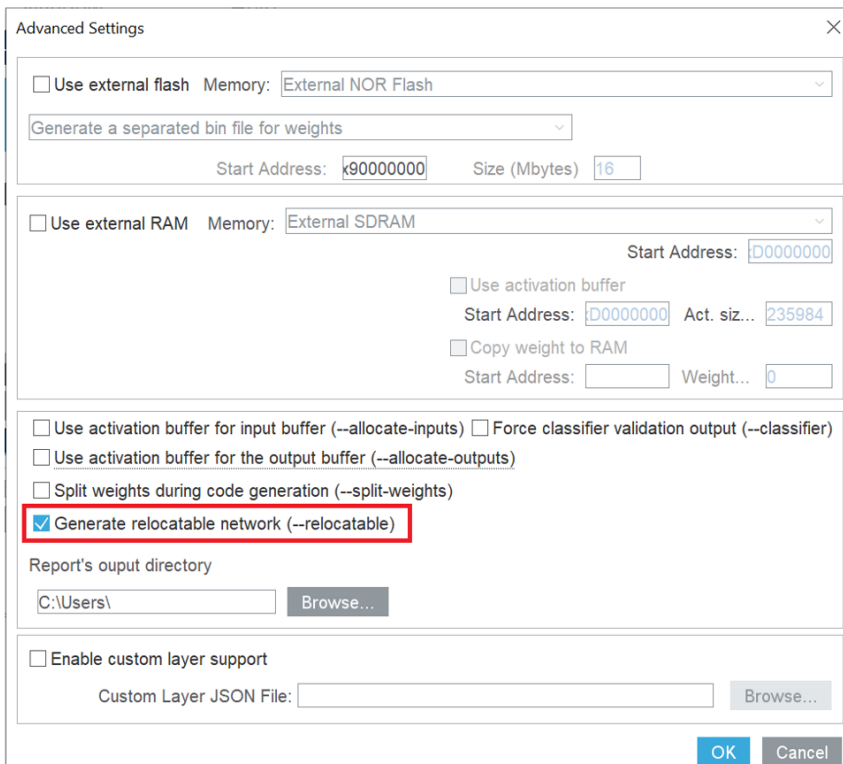 Advanced Settings
Use external flash Memory: External NOR Flash
Generate a separated bin file for weights
Start Address: x90000000 Size (Mbytes) 16
Use external RAM Memory: External SDRAM
Start Address: :D0000000
Use activation buffer
Start Address: :D0000000 Act. siz... 235984
Copy weight to RAM
Start Address: Weight... 0
Use activation buffer for input buffer (--allocate-inputs) Force classifier validation output (--classifier)
Use activation buffer for the output buffer (--allocate-outputs)
Split weights during code generation (--split-weights)
Generate relocatable network (--relocatable)
Report's ouput directory
C:\Users\ Browse...
Enable custom layer support
Custom Layer JSON File: Browse...
OK Cancel